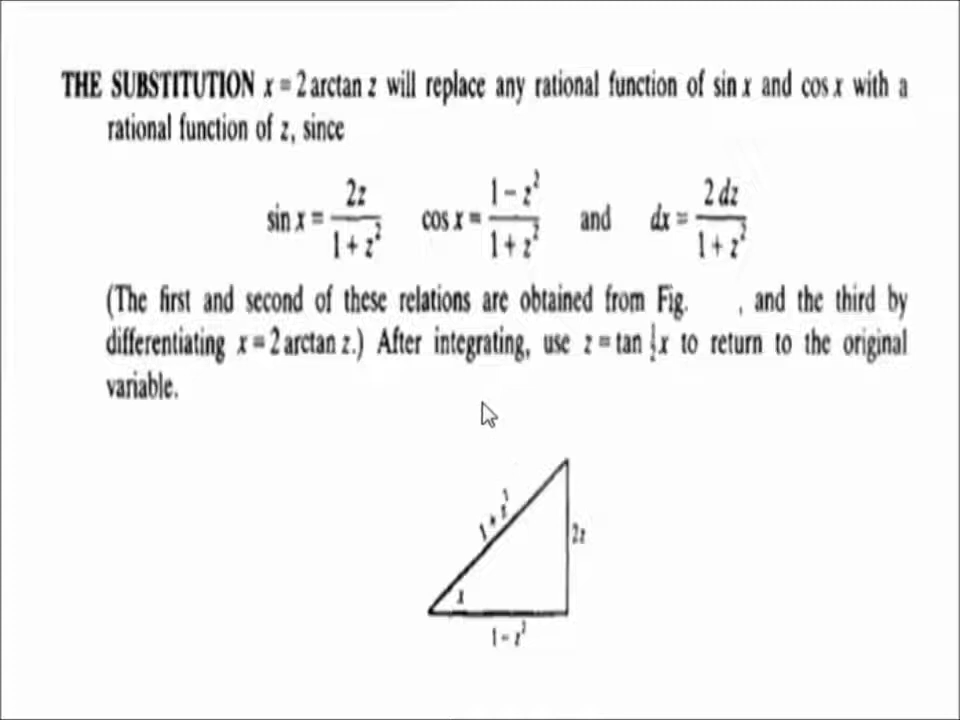 THE SUBSTITUTION x = 2 arctan z will replace any rational function of sin x and cos x with a
rational function of z, since
sin x = 2z / (1 + z²)   cos x = (1 − z²) / (1 + z²)   and   dx = 2 dz / (1 + z²)
(The first and second of these relations are obtained from Fig.   , and the third by
differentiating x = 2 arctan z.) After integrating, use z = tan ½x to return to the original
variable.
1 + z²
2z
x
1 − z²